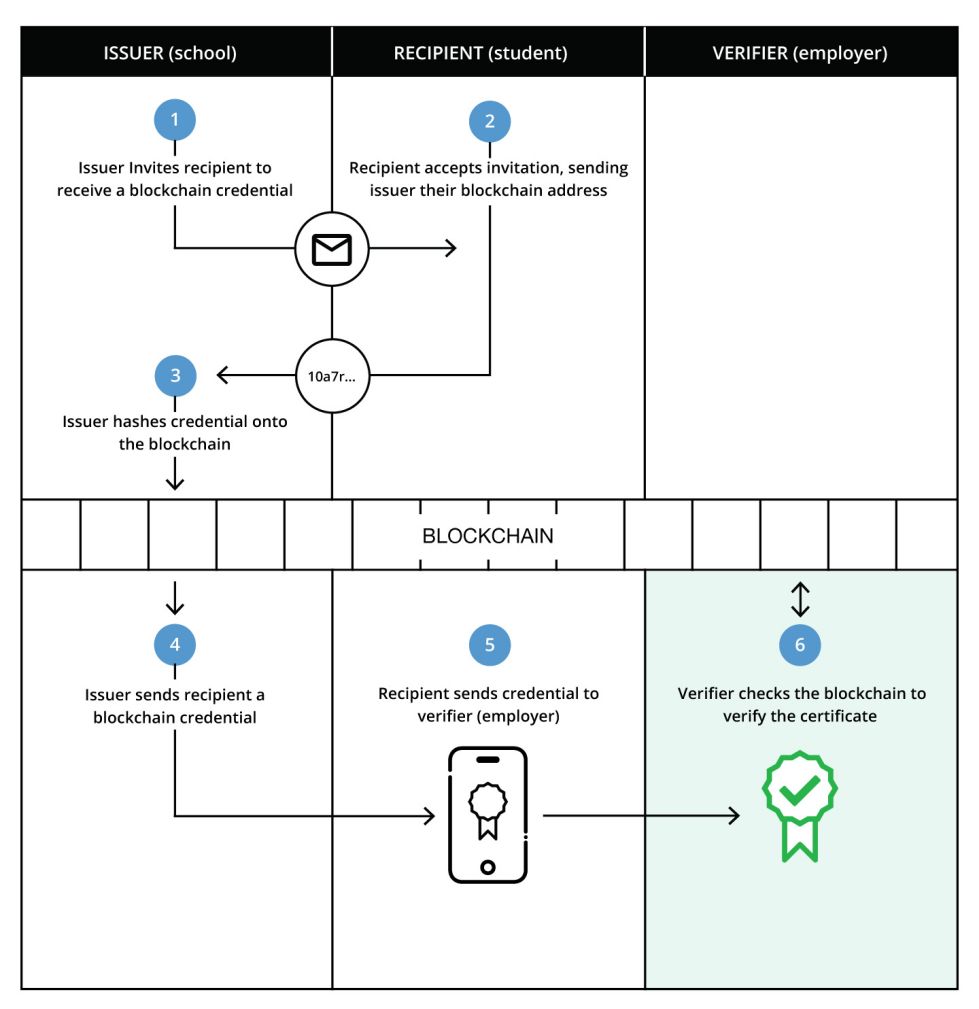 ISSUER (school)
RECIPIENT (student)
VERIFIER (employer)
1
Issuer Invites recipient to
receive a blockchain credential
2
Recipient accepts invitation, sending
issuer their blockchain address
10a7r...
3
Issuer hashes credential onto
the blockchain
BLOCKCHAIN
4
Issuer sends recipient a
blockchain credential
5
Recipient sends credential to
verifier (employer)
6
Verifier checks the blockchain to
verify the certificate